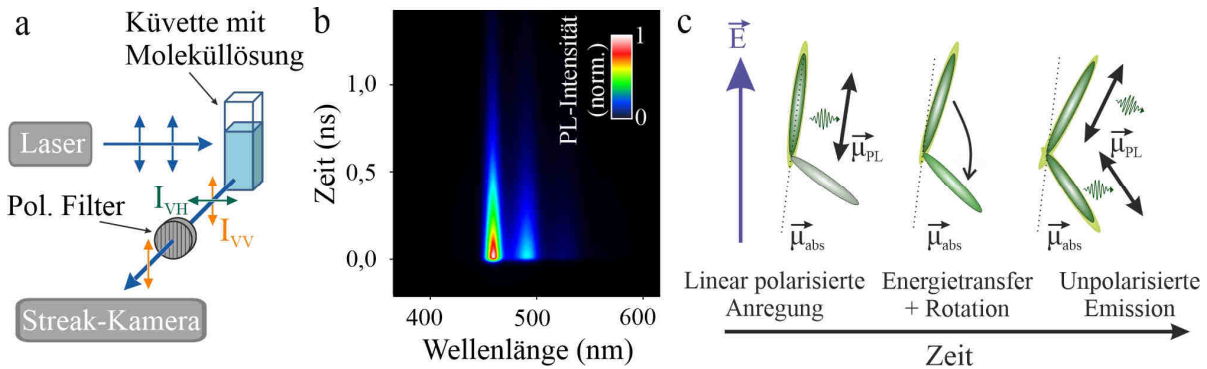 a
Küvette mit
Moleküllösung
Laser
I_VH
Pol. Filter
I_VV
Streak-Kamera
b
PL-Intensität
(norm.)
1
0
Zeit (ns)
1,0
0,5
0,0
400
500
600
Wellenlänge (nm)
c
E
μ_PL
μ_abs
μ_abs
μ_PL
μ_abs
Linear polarisierte
Anregung
Energietransfer
+ Rotation
Unpolarisierte
Emission
Zeit